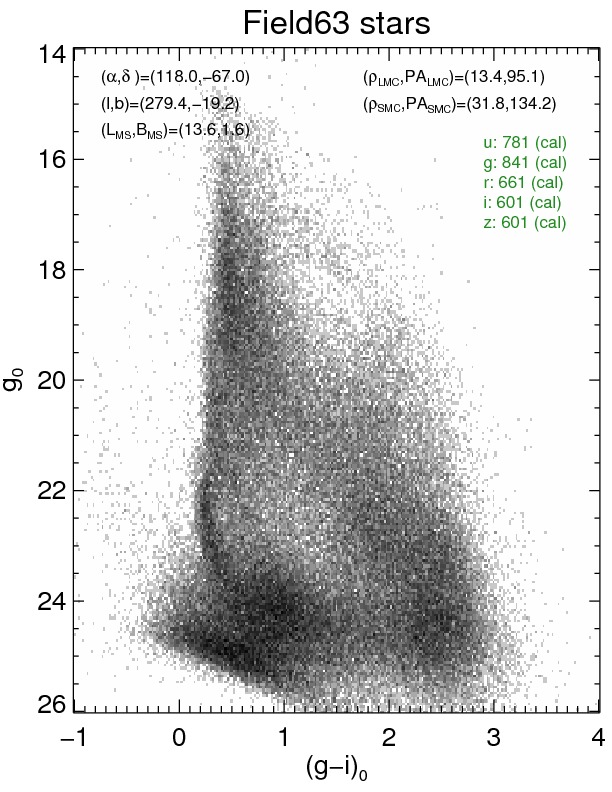 Field63 stars
(α,δ )=(118.0,−67.0)
(ρLMC,PALMC)=(13.4,95.1)
(l,b)=(279.4,−19.2)
(ρSMC,PASMC)=(31.8,134.2)
(LMS,BMS)=(13.6,1.6)
u: 781 (cal)
g: 841 (cal)
r: 661 (cal)
i: 601 (cal)
z: 601 (cal)
14
16
18
20
22
24
26
g0
−1 0 1 2 3 4
(g−i)0